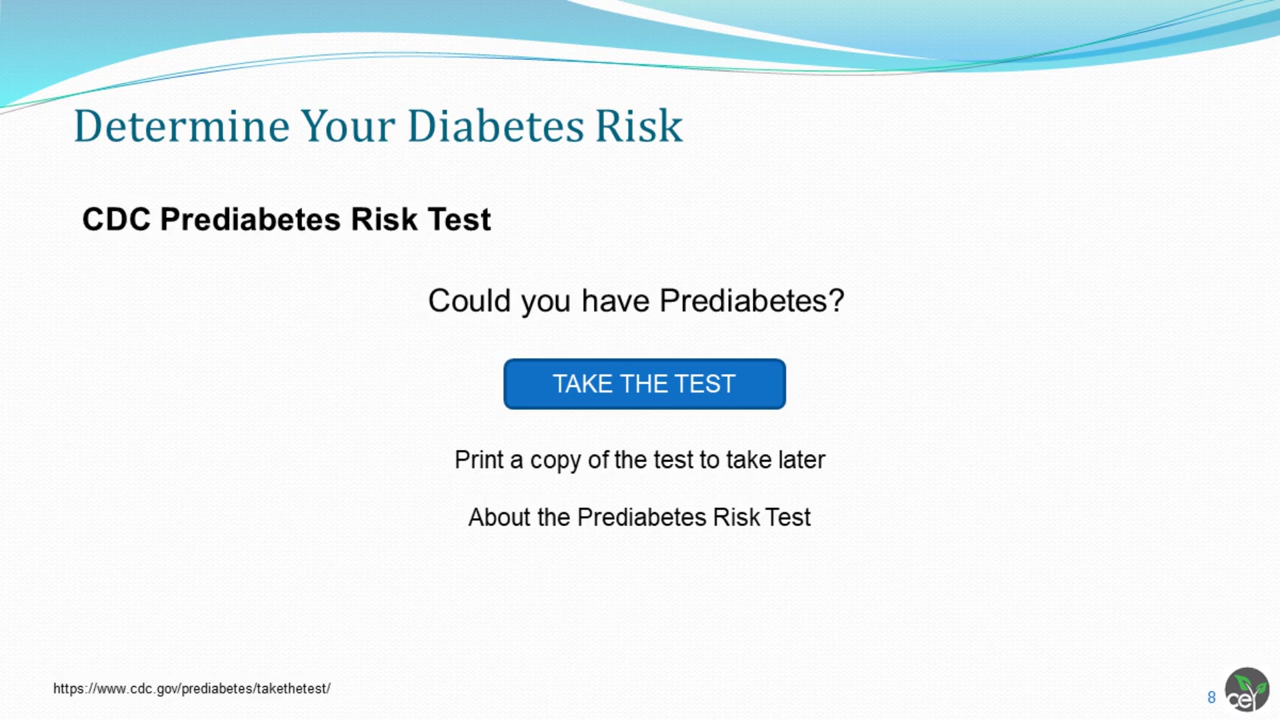 Determine Your Diabetes Risk
CDC Prediabetes Risk Test
Could you have Prediabetes?
TAKE THE TEST
Print a copy of the test to take later
About the Prediabetes Risk Test
https://www.cdc.gov/prediabetes/takethetest/
8
cei